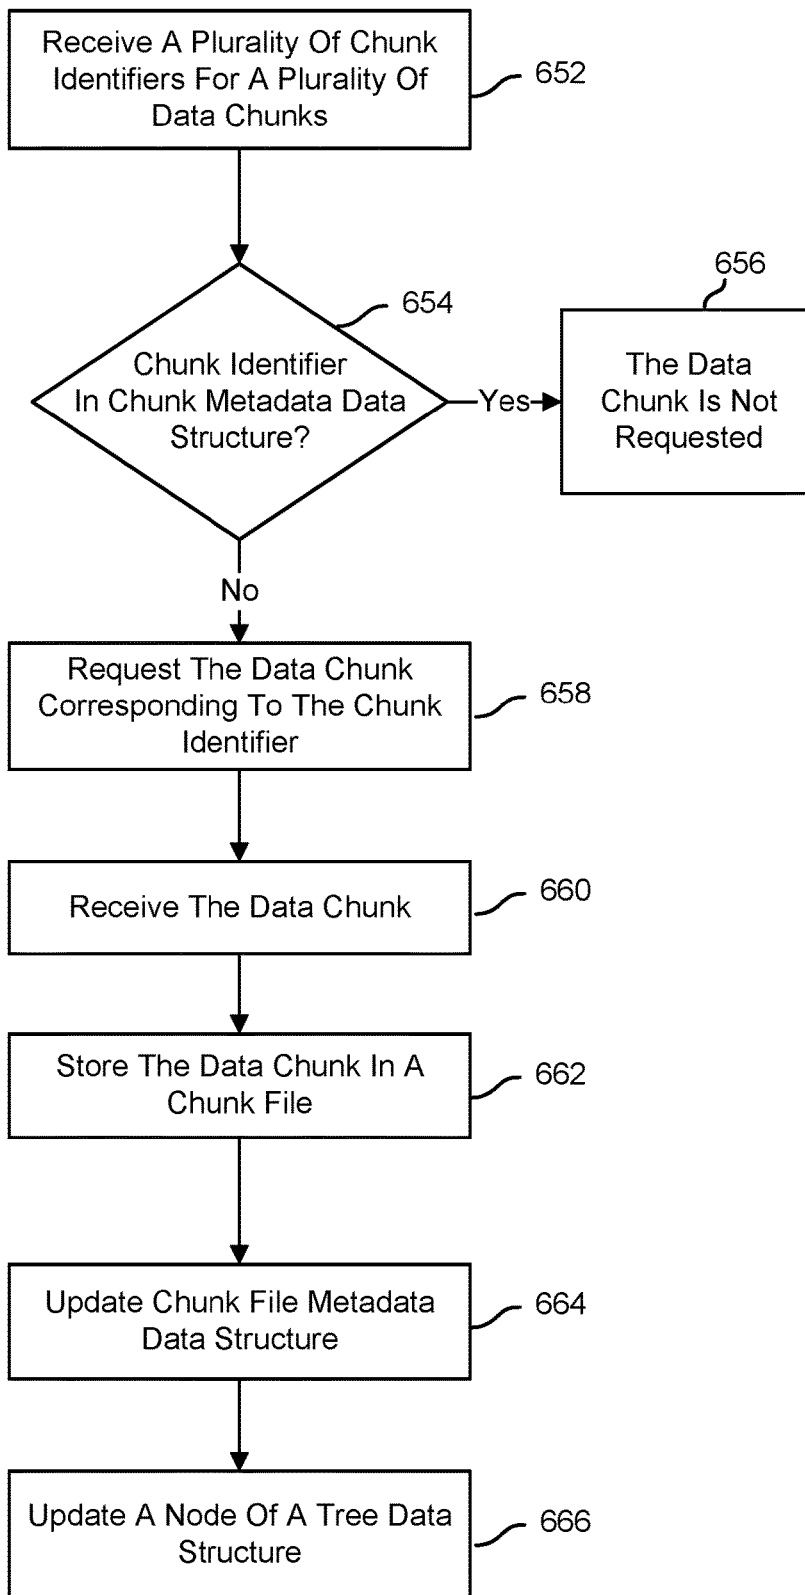 Receive A Plurality Of Chunk
Identifiers For A Plurality Of
Data Chunks
652
654
656
Chunk Identifier
In Chunk Metadata Data
Structure?
Yes
The Data
Chunk Is Not
Requested
No
Request The Data Chunk
Corresponding To The Chunk
Identifier
658
Receive The Data Chunk
660
Store The Data Chunk In A
Chunk File
662
Update Chunk File Metadata
Data Structure
664
Update A Node Of A Tree Data
Structure
666